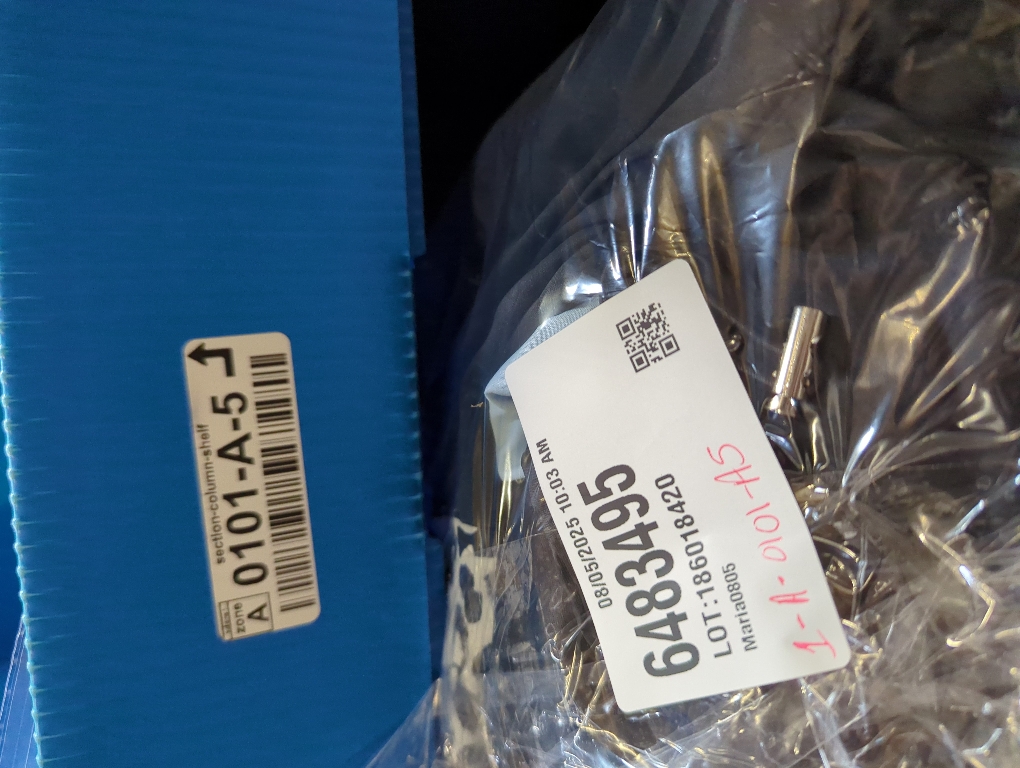 section-column-shelf
zone
A
0101-A-5
08/05/2025 10:03 AM
6483495
LOT:186018420
Maria0805
1-A-0101-A5